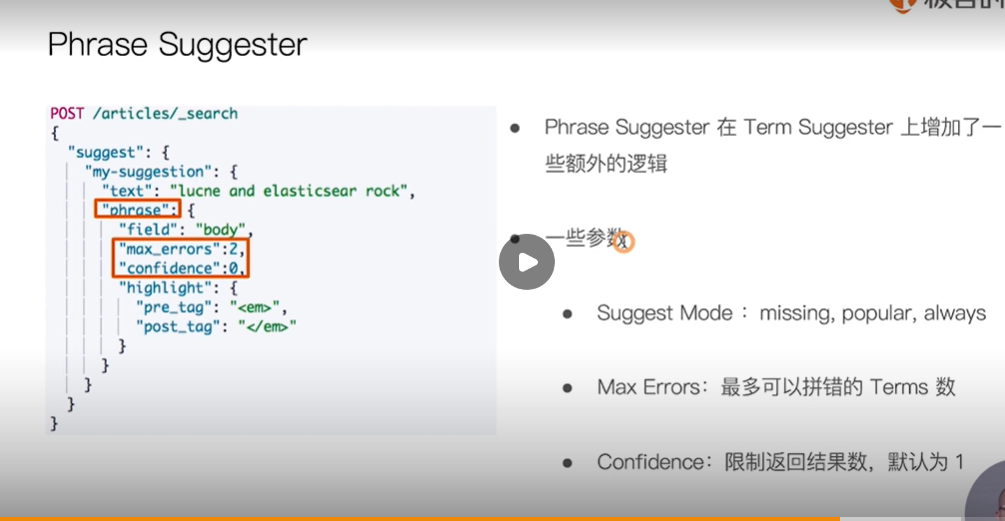 Phrase Suggester
POST /articles/_search
{
"suggest": {
"my-suggestion": {
"text": "lucne and elasticsear rock",
"phrase": {
"field": "body",
"max_errors":2,
"confidence":0,
"highlight": {
"pre_tag": "<em>",
"post_tag": "</em>"
}
}
}
}
}
• Phrase Suggester 在 Term Suggester 上增加了一
些额外的逻辑
• 一些参数
• Suggest Mode : missing, popular, always
• Max Errors: 最多可以拼错的 Terms 数
• Confidence: 限制返回结果数，默认为 1